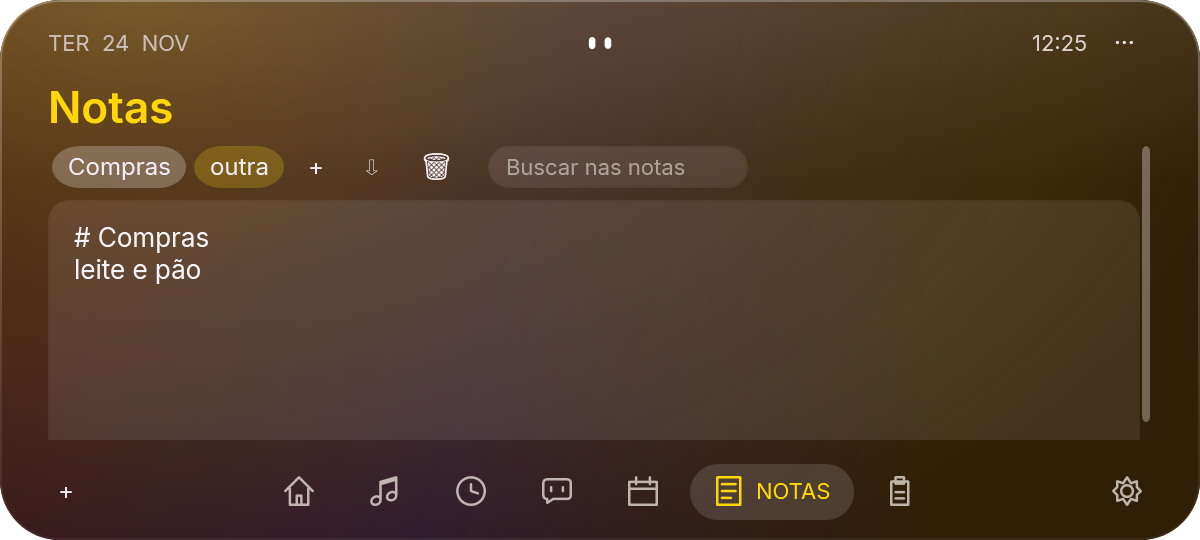 TER 24 NOV
12:25 ···
Notas
Compras outra + ⇩ Buscar nas notas
# Compras
leite e pão
+ NOTAS